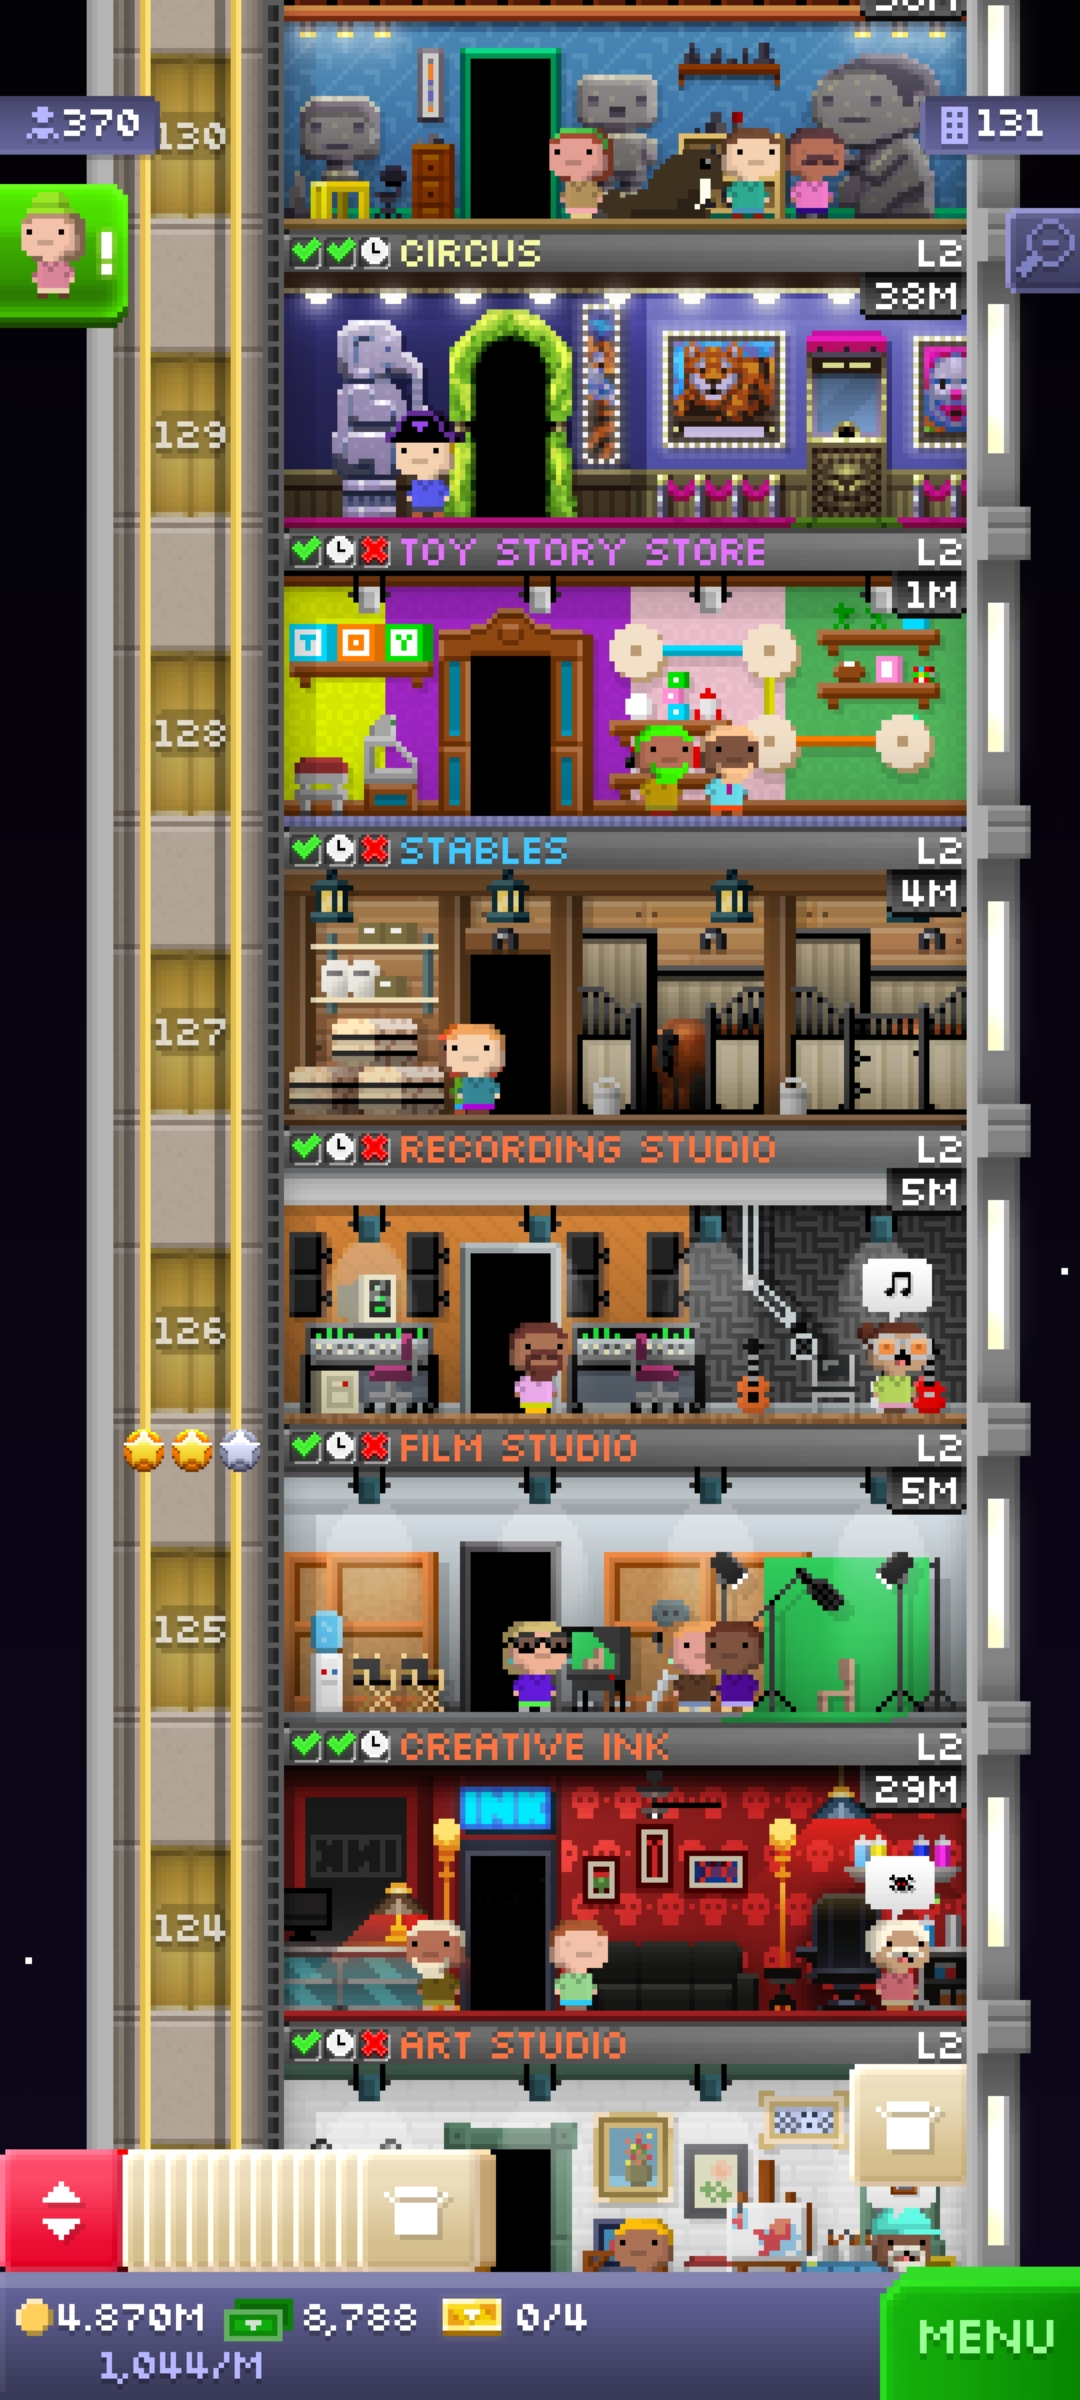 370
130
131
!
CIRCUS L2
38M
129
TOY STORY STORE L2
1M
TOY
128
STABLES L2
4M
127
RECORDING STUDIO L2
5M
126
FILM STUDIO L2
5M
125
CREATIVE INK L2
29M
INK
124
ART STUDIO L2
4.870M 8,788 0/4
1,044/M
MENU